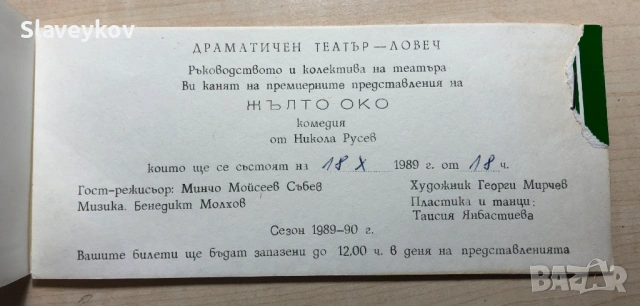 Slaveykov
ДРАМАТИЧЕН ТЕАТЪР — ЛОВЕЧ
Ръководството и колектива на театъра
Ви канят на премиерните представления на
ЖЪЛТО ОКО
комедия
от Никола Русев
които ще се състоят на 18 X 1989 г. от 18 ч.
Гост-режисьор: Минчо Мойсеев Събев
Музика. Бенедикт Молхов
Художник Георги Мирчев
Пластика и танци:
Таисия Янбастиева
Сезон 1989-90 г.
Вашите билети ще бъдат запазени до 12,00 ч. в деня на представленията
BAZAR